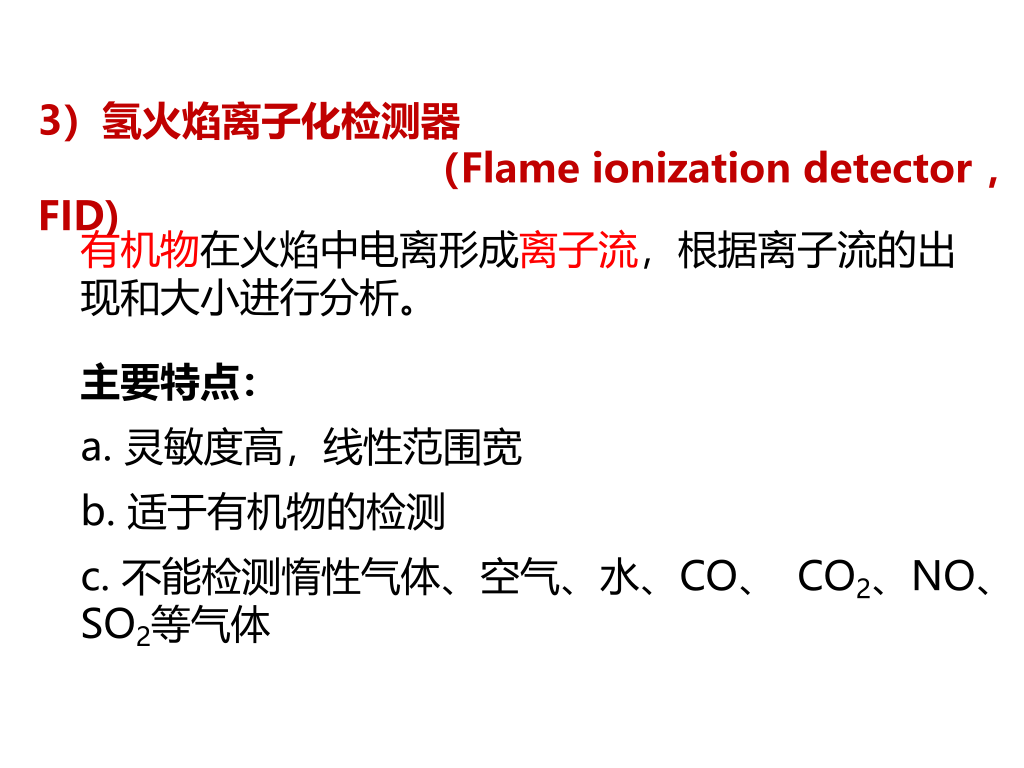 3）氢火焰离子化检测器
（Flame ionization detector，
FID)
有机物在火焰中电离形成离子流，根据离子流的出
现和大小进行分析。
主要特点：
a. 灵敏度高，线性范围宽
b. 适于有机物的检测
c. 不能检测惰性气体、空气、水、CO、 CO₂、NO、
SO₂等气体